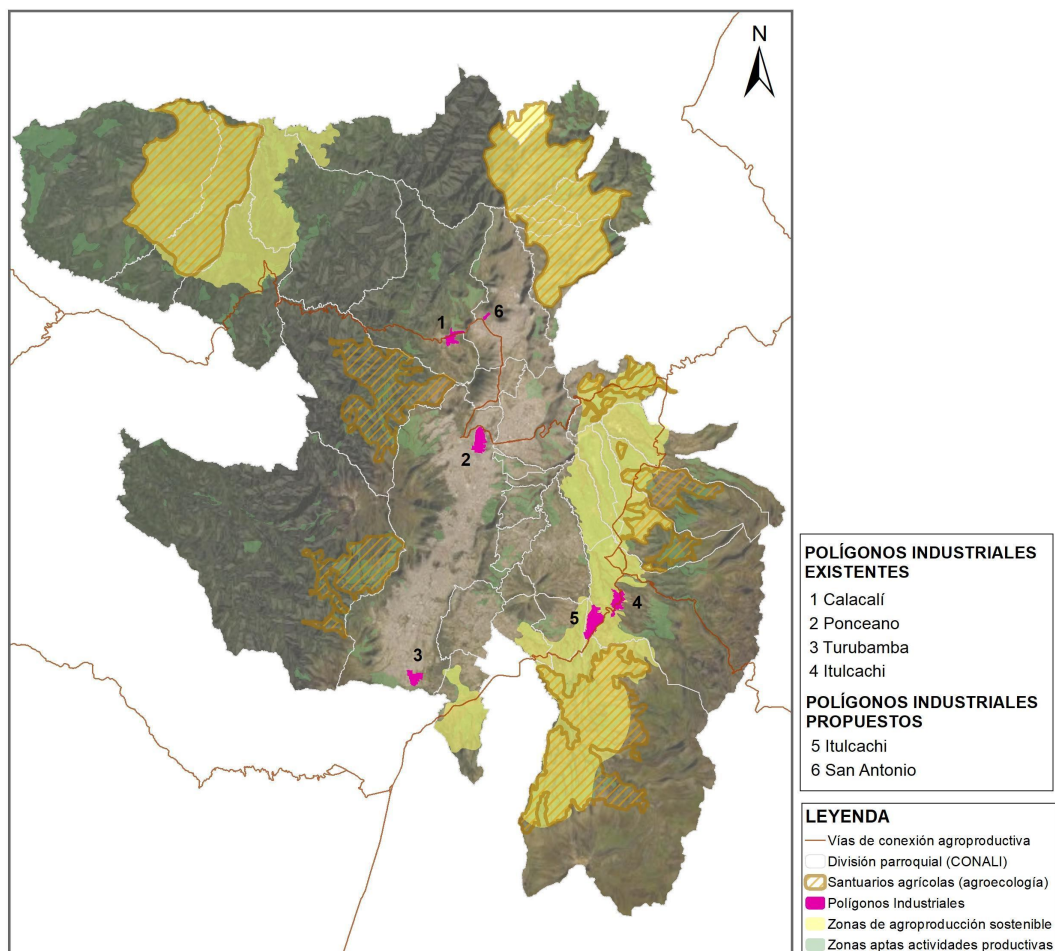 N
1
6
2
4
5
3
POLÍGONOS INDUSTRIALES
EXISTENTES
1 Calacalí
2 Ponceano
3 Turubamba
4 Itulcachi
POLÍGONOS INDUSTRIALES
PROPUESTOS
5 Itulcachi
6 San Antonio
LEYENDA
Vías de conexión agroproductiva
División parroquial (CONALI)
Santuarios agrícolas (agroecología)
Polígonos Industriales
Zonas de agroproducción sostenible
Zonas aptas actividades productivas